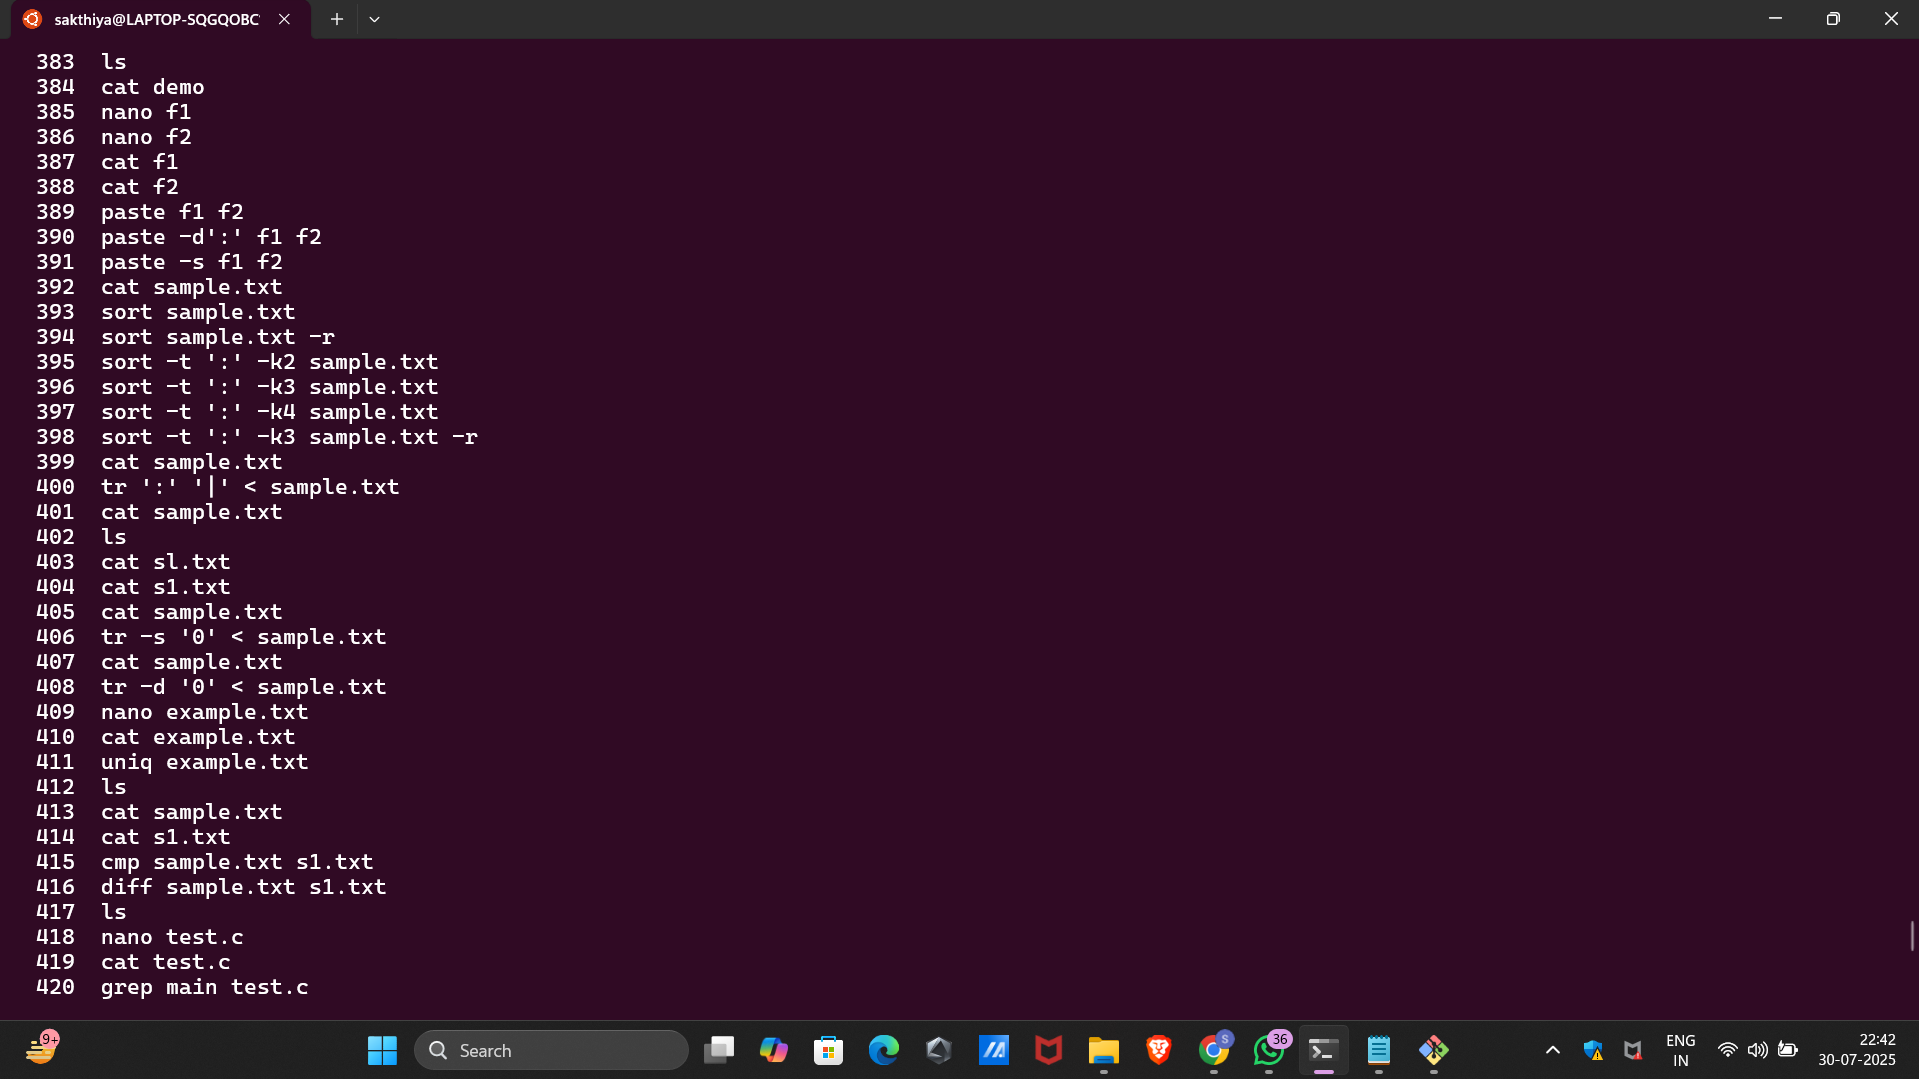 sakthiya@LAPTOP-SQGQOBC
383 ls
384 cat demo
385 nano f1
386 nano f2
387 cat f1
388 cat f2
389 paste f1 f2
390 paste -d':' f1 f2
391 paste -s f1 f2
392 cat sample.txt
393 sort sample.txt
394 sort sample.txt -r
395 sort -t ':' -k2 sample.txt
396 sort -t ':' -k3 sample.txt
397 sort -t ':' -k4 sample.txt
398 sort -t ':' -k3 sample.txt -r
399 cat sample.txt
400 tr ':' '|' < sample.txt
401 cat sample.txt
402 ls
403 cat sl.txt
404 cat s1.txt
405 cat sample.txt
406 tr -s '0' < sample.txt
407 cat sample.txt
408 tr -d '0' < sample.txt
409 nano example.txt
410 cat example.txt
411 uniq example.txt
412 ls
413 cat sample.txt
414 cat s1.txt
415 cmp sample.txt s1.txt
416 diff sample.txt s1.txt
417 ls
418 nano test.c
419 cat test.c
420 grep main test.c
9+
Search
S
36
ENG
IN
22:42
30-07-2025